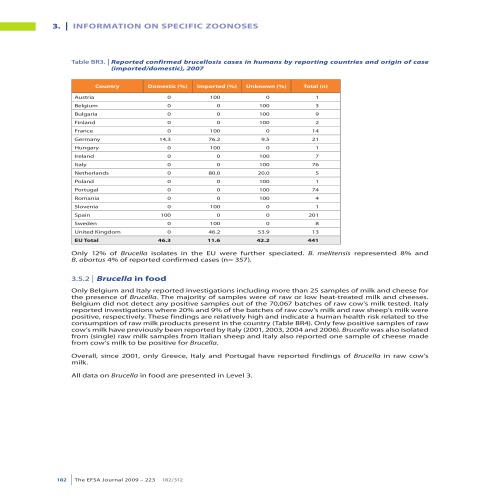 3. | INFORMATION ON SPECIFIC ZOONOSES
Table BR3. | Reported confirmed brucellosis cases in humans by reporting countries and origin of case
(imported/domestic), 2007
Country Domestic (%) Imported (%) Unknown (%) Total (n)
Austria 0 100 0 1
Belgium 0 0 100 3
Bulgaria 0 0 100 9
Finland 0 0 100 2
France 0 100 0 14
Germany 14.3 76.2 9.5 21
Hungary 0 100 0 1
Ireland 0 0 100 7
Italy 0 0 100 76
Netherlands 0 80.0 20.0 5
Poland 0 0 100 1
Portugal 0 0 100 74
Romania 0 0 100 4
Slovenia 0 100 0 1
Spain 100 0 0 201
Sweden 0 100 0 8
United Kingdom 0 46.2 53.9 13
EU Total 46.3 11.6 42.2 441
Only 12% of Brucella isolates in the EU were further speciated. B. melitensis represented 8% and
B. abortus 4% of reported confirmed cases (n= 357).
3.5.2 | Brucella in food
Only Belgium and Italy reported investigations including more than 25 samples of milk and cheese for
the presence of Brucella. The majority of samples were of raw or low heat-treated milk and cheeses.
Belgium did not detect any positive samples out of the 70,067 batches of raw cow's milk tested. Italy
reported investigations where 20% and 9% of the batches of raw cow's milk and raw sheep's milk were
positive, respectively. These findings are relatively high and indicate a human health risk related to the
consumption of raw milk products present in the country (Table BR4). Only few positive samples of raw
cow's milk have previously been reported by Italy (2001, 2003, 2004 and 2006). Brucella was also isolated
from (single) raw milk samples from Italian sheep and Italy also reported one sample of cheese made
from cow's milk to be positive for Brucella.
Overall, since 2001, only Greece, Italy and Portugal have reported findings of Brucella in raw cow's
milk.
All data on Brucella in food are presented in Level 3.
182 | The EFSA Journal 2009 – 223 182/312